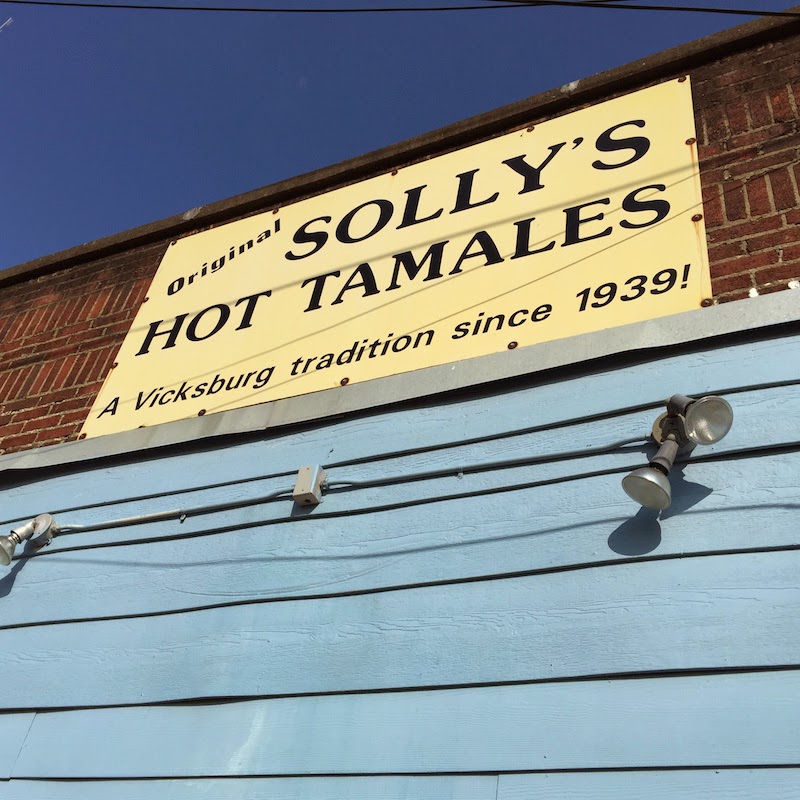 Original SOLLY'S
HOT TAMALES
A Vicksburg tradition since 1939!